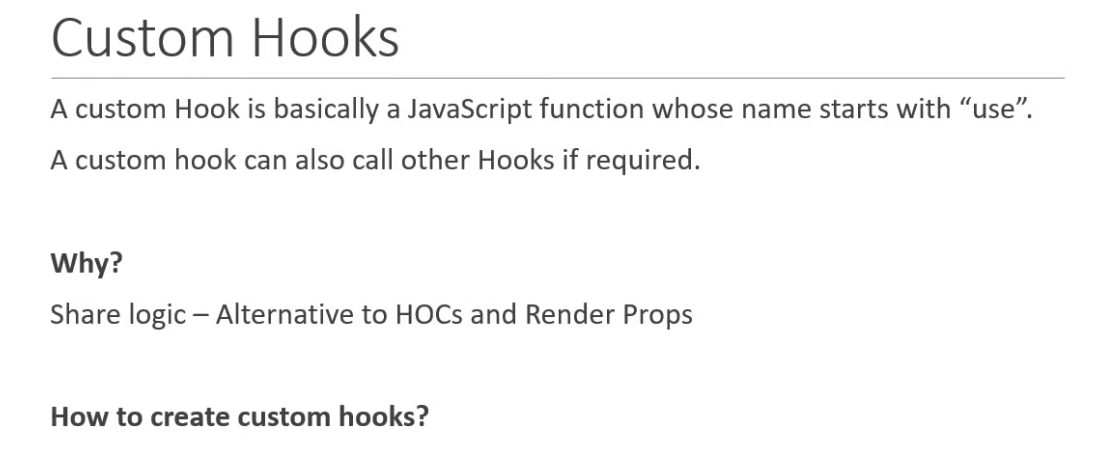 Custom Hooks
A custom Hook is basically a JavaScript function whose name starts with “use”.
A custom hook can also call other Hooks if required.
Why?
Share logic – Alternative to HOCs and Render Props
How to create custom hooks?